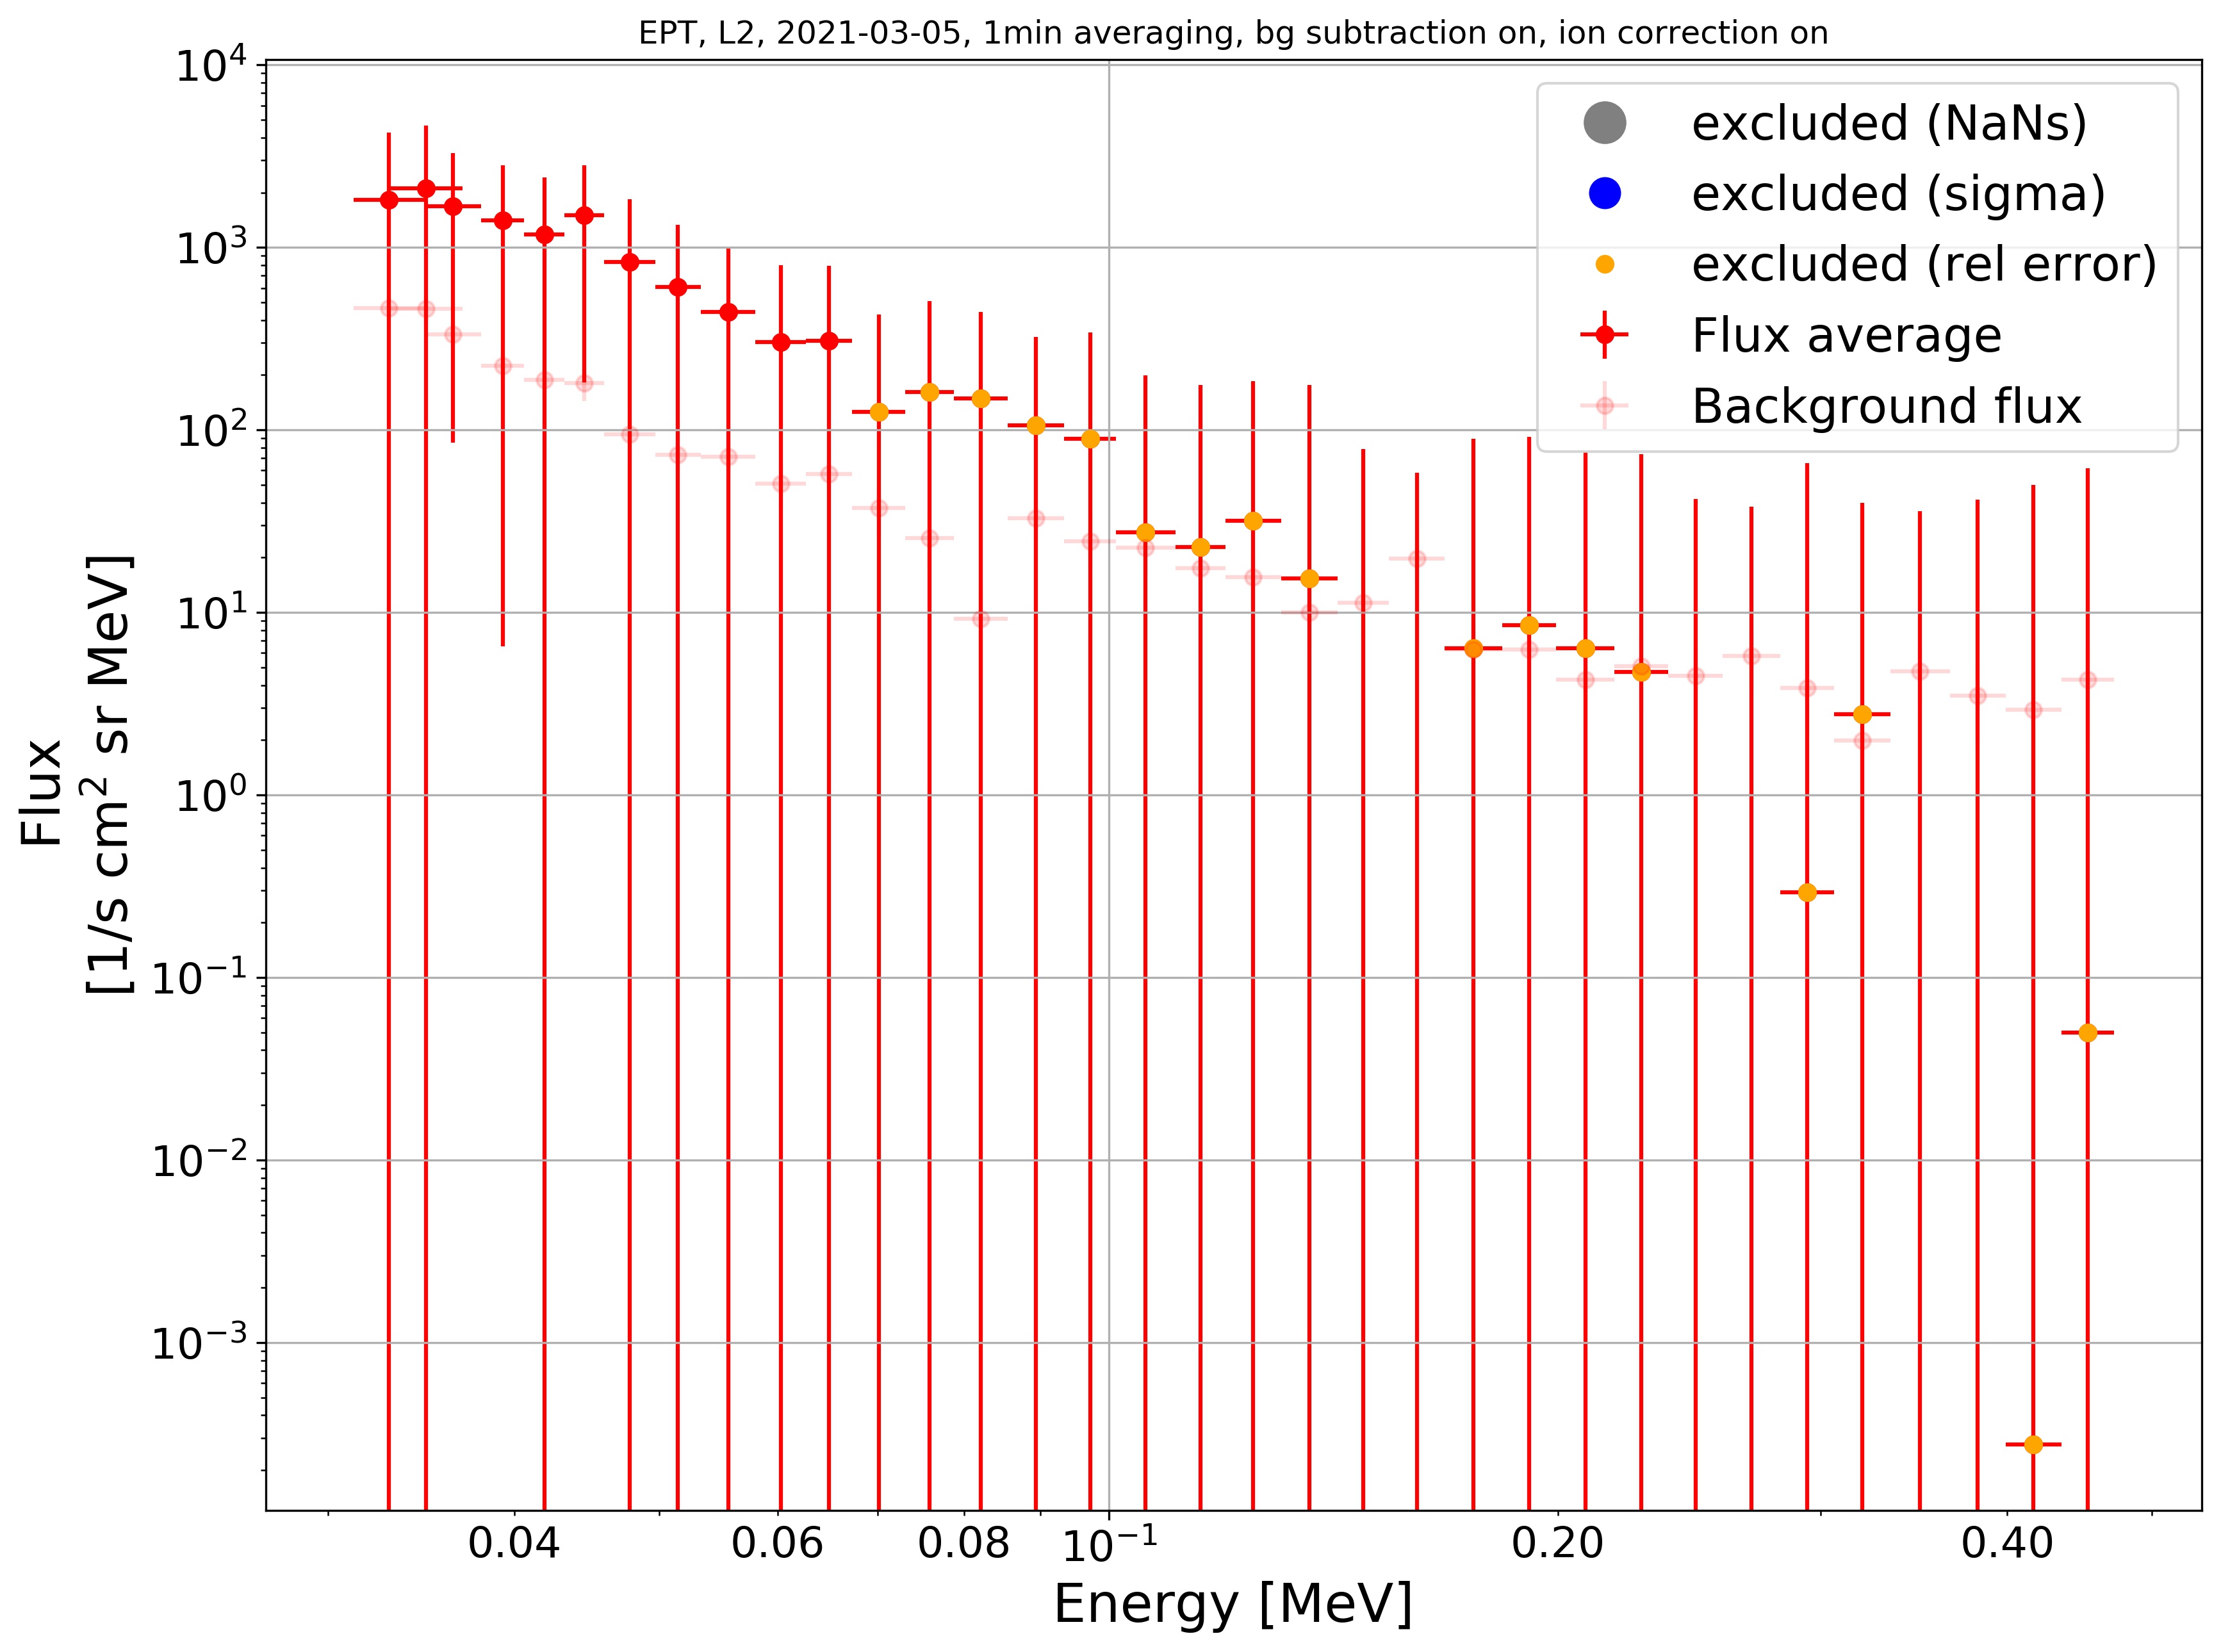 EPT, L2, 2021-03-05, 1min averaging, bg subtraction on, ion correction on
10⁴
10³
10²
10¹
10⁰
10⁻¹
10⁻²
10⁻³
Flux
[1/s cm² sr MeV]
excluded (NaNs)
excluded (sigma)
excluded (rel error)
Flux average
Background flux
0.04
0.06
0.08
10⁻¹
0.20
0.40
Energy [MeV]